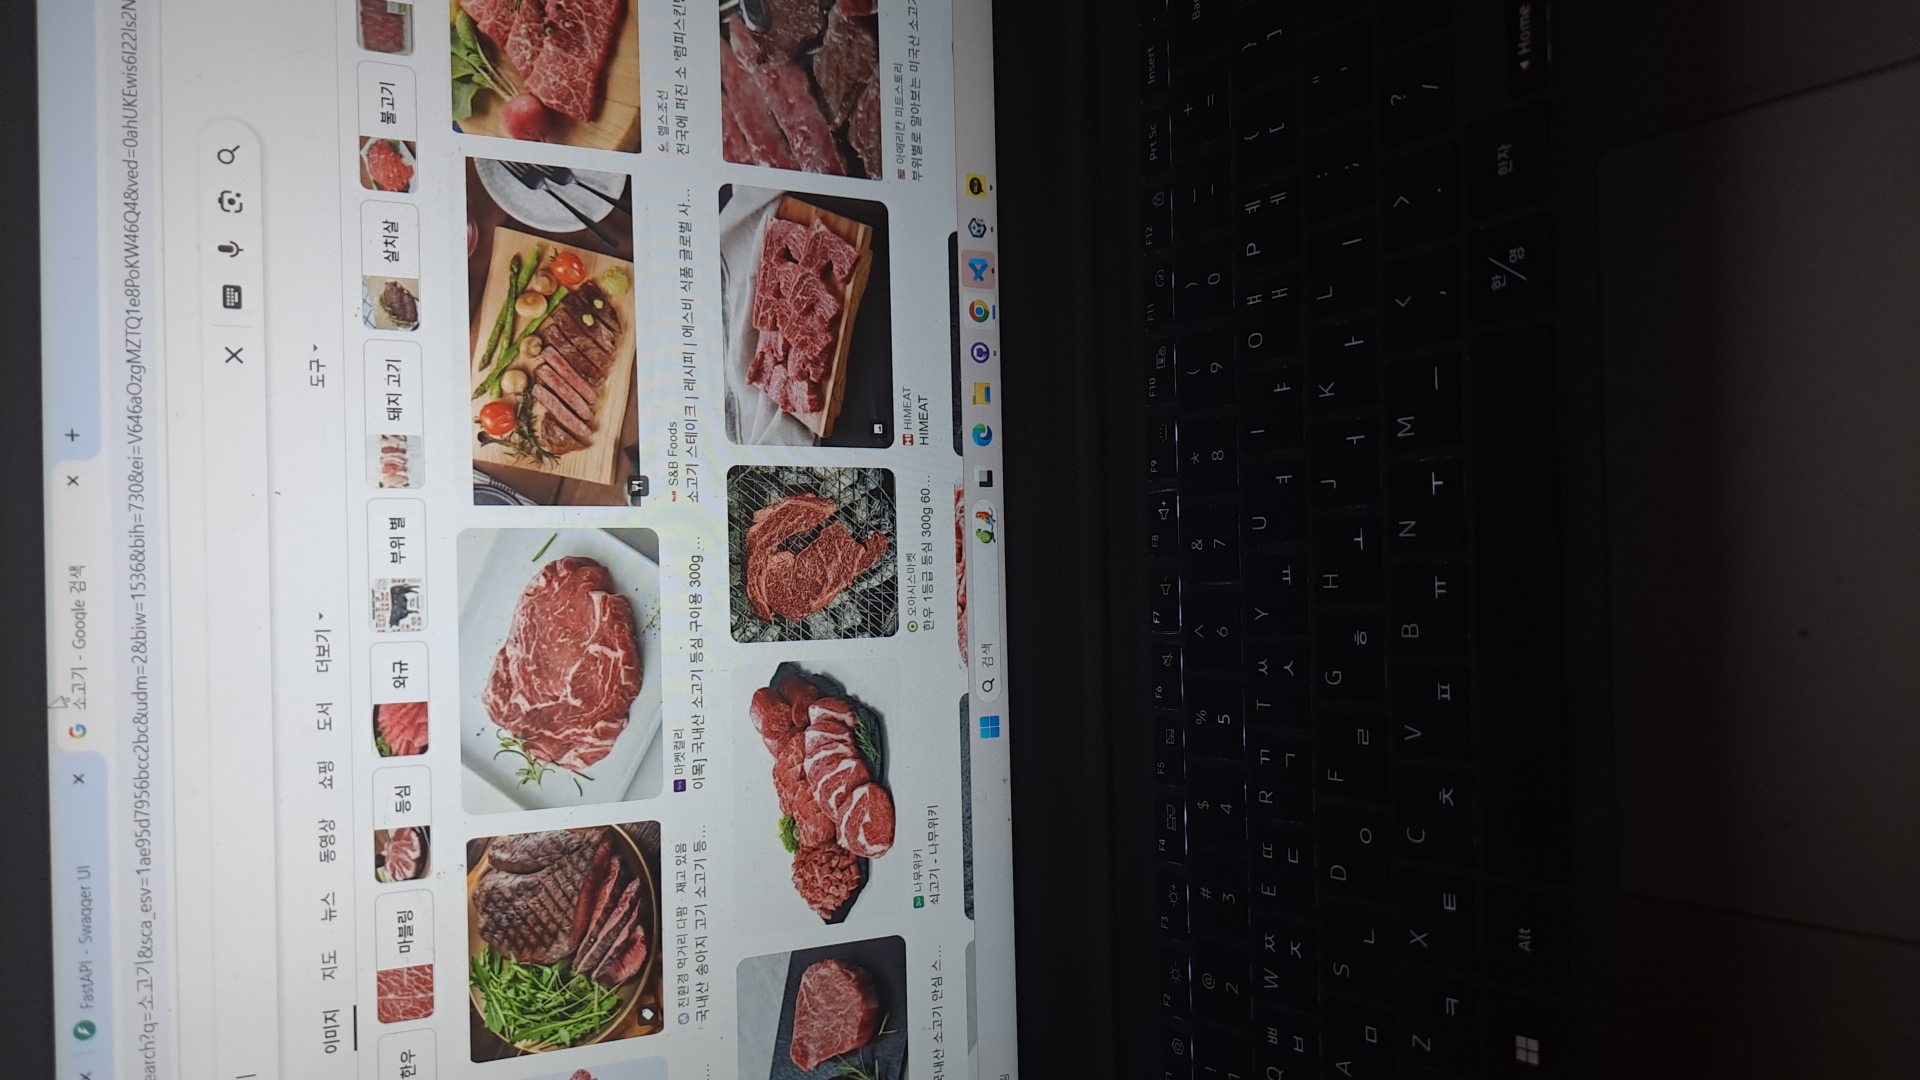 FastAPI - Swagger UI
소고기 - Google 검색
earch?q=소고기&sca_esv=1ae95d7956bcc2bc&udm=2&biw=1536&bih=730&ei=V646aOzgMZTQ1e8PoKW46Q4&ved=0ahUKEwis6I22ls2N
이미지 지도 뉴스 동영상 쇼핑 도서 더보기 도구
한우 마블링 등심 와규 부위 별 돼지 고기 살치살 불고기
친환경 먹거리 다팜 · 재고 있음
국내산 송아지 고기 소고기 등...
마켓컬리
이목] 국내산 소고기 등심 구이용 300g ...
S&B Foods
소고기 스테이크 | 레시피 | 에스비 식품 글로벌 사...
헬스조선
전국에 퍼진 소 '럼피스킨
국내산 소고기 안심 스...
나무위키
쇠고기 - 나무위키
오아시스마켓
한우 1등급 등심 300g 60...
HIMEAT
HIMEAT
아메리칸 미트스토리
부위별로 알아보는 미국산 소고기
검색
F2 F3 F4 F5 F6 F7 F8 F9 F10 F11 F12 PrtSc Insert
! @ # $ % ^ & * ( ) — +
1 2 3 4 5 6 7 8 9 0 - = Ba
Q ㅃ W ㅉ E ㄸ R ㄲ T ㅆ Y U I O ㅒ P ㅖ { }
ㅂ ㅈ ㄷ ㄱ ㅅ ㅛ ㅕ ㅑ ㅐ ㅔ [ ]
A S D F G H J K L : "
ㅁ ㄴ ㅇ ㄹ ㅎ ㅗ ㅓ ㅏ ㅣ ; '
Z X C V B N M < > ?
ㅋ ㅌ ㅊ ㅍ ㅠ ㅜ ㅡ , . /
Alt 한/영 한자 Home